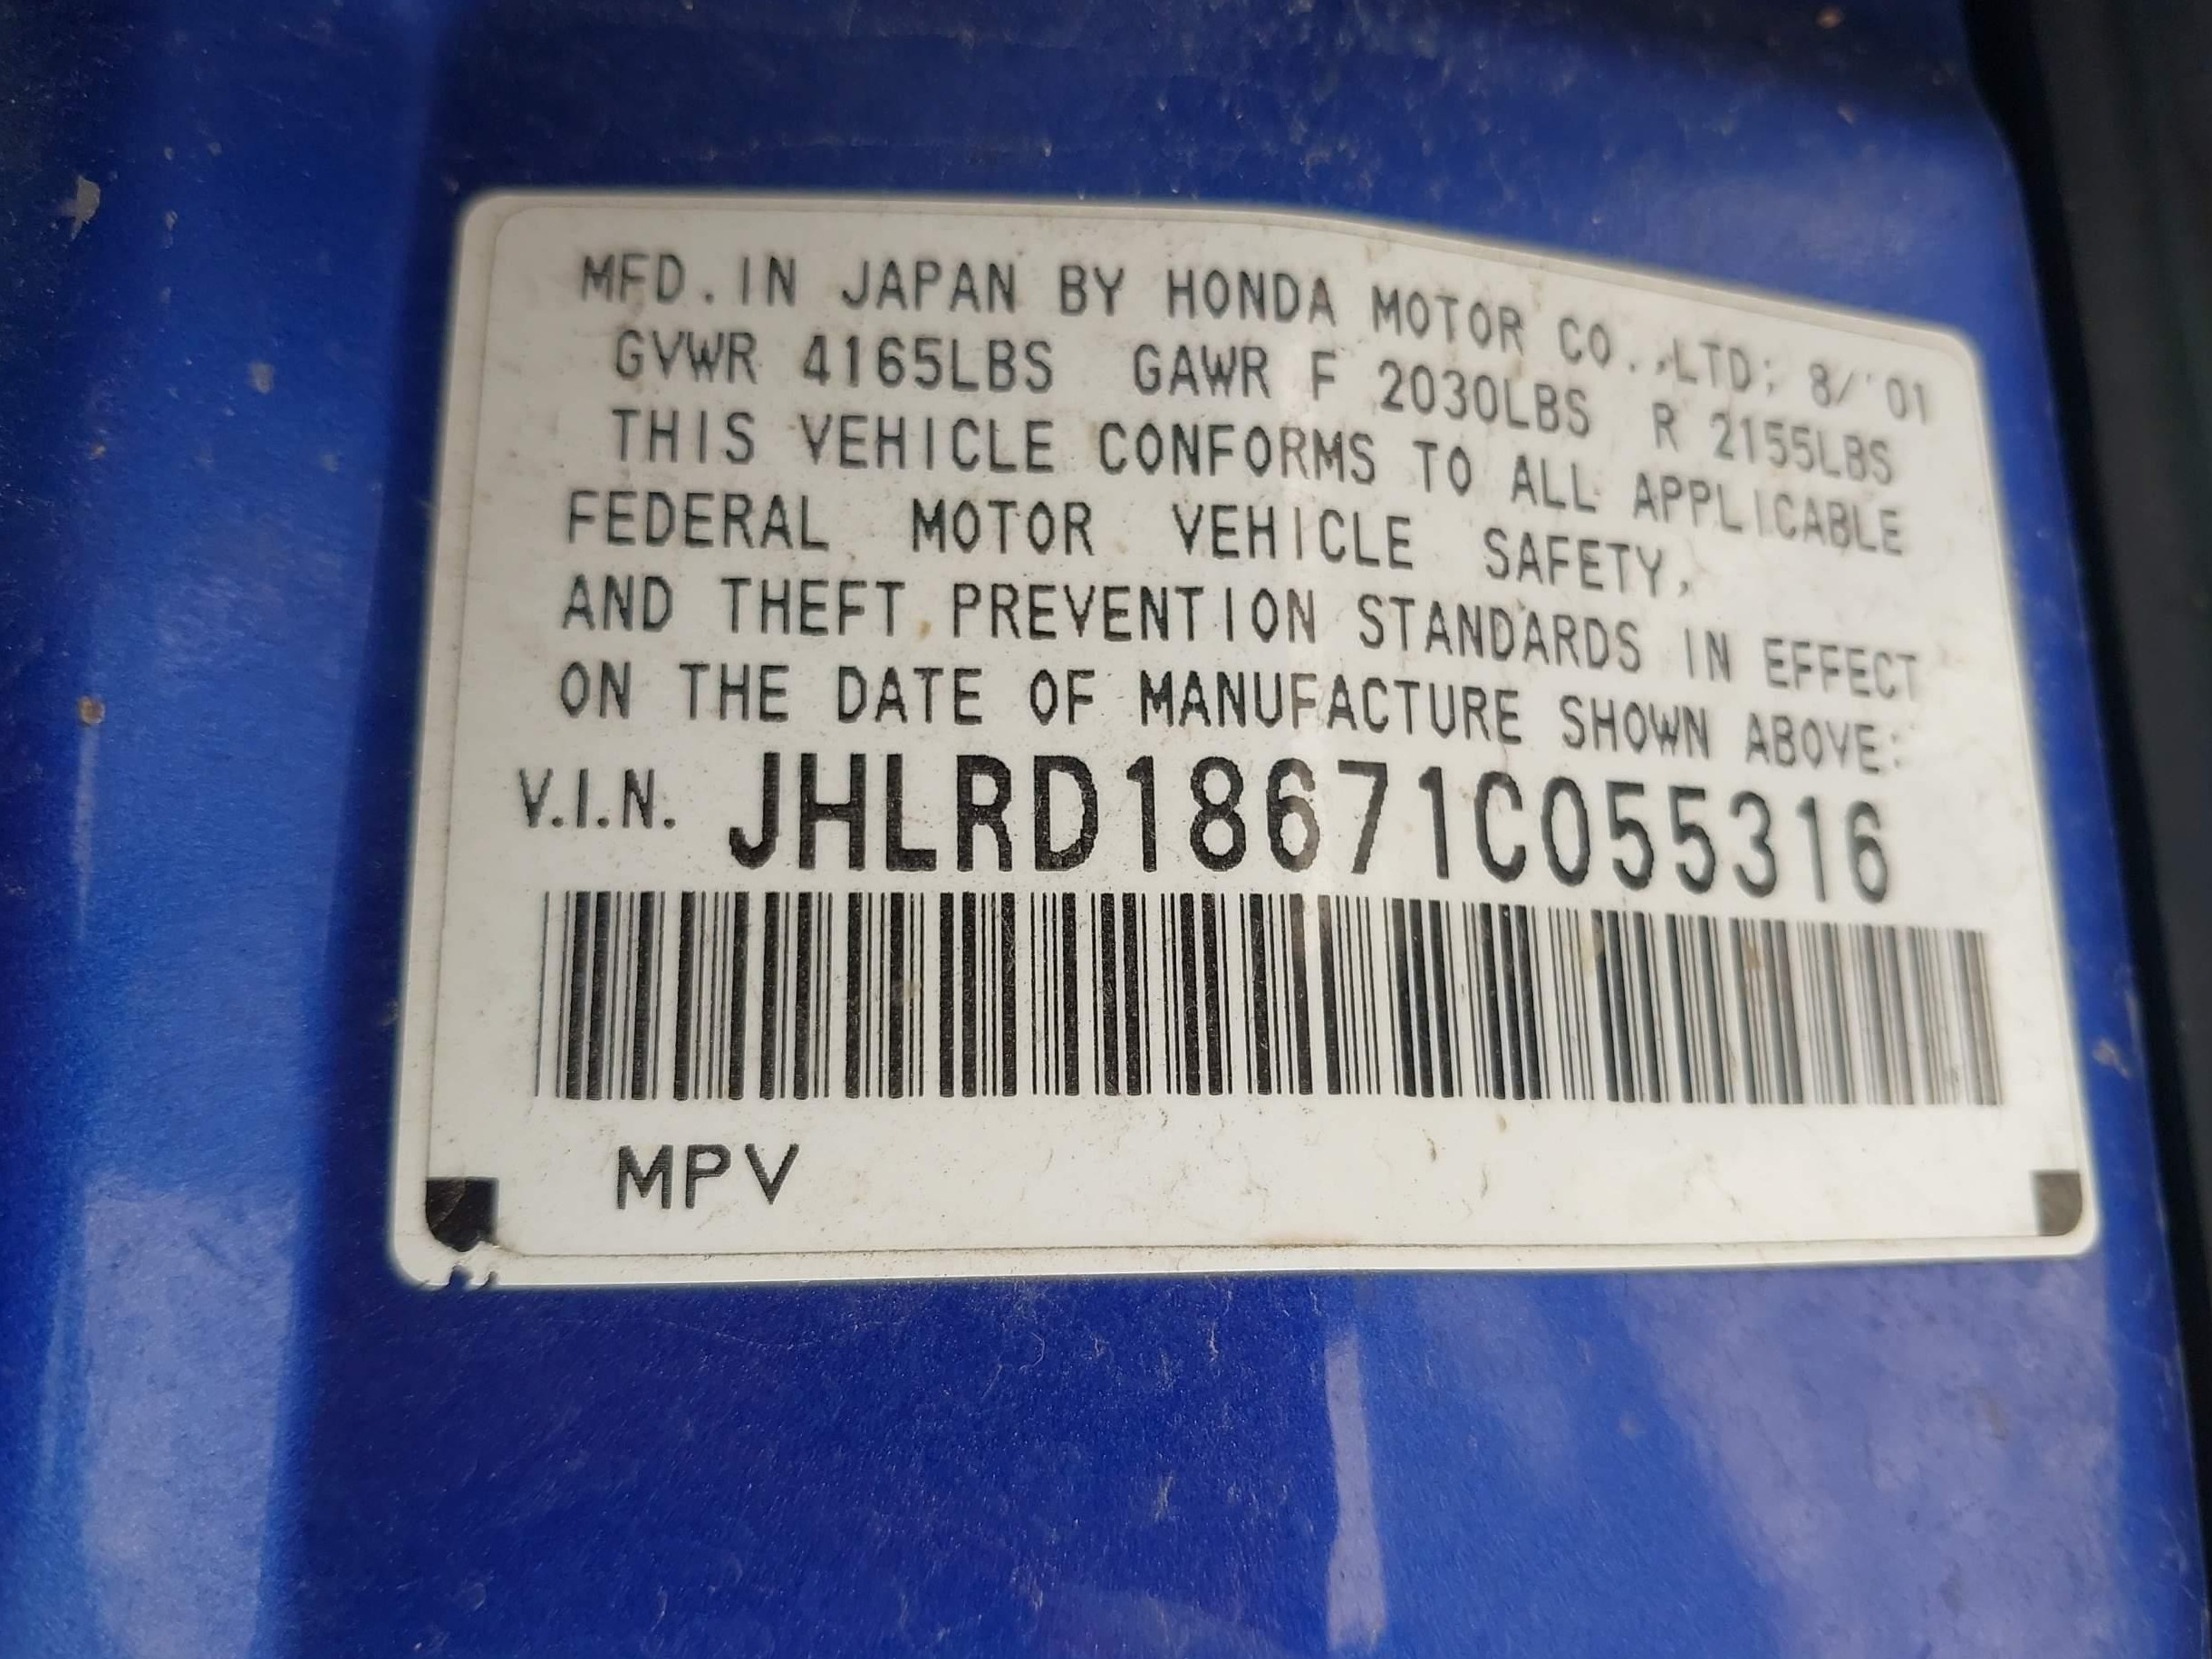 MFD. IN JAPAN BY HONDA MOTOR CO., LTD; 8/'01
GVWR 4165LBS GAWR F 2030LBS R 2155LBS
THIS VEHICLE CONFORMS TO ALL APPLICABLE
FEDERAL MOTOR VEHICLE SAFETY,
AND THEFT PREVENTION STANDARDS IN EFFECT
ON THE DATE OF MANUFACTURE SHOWN ABOVE:
V.I.N. JHLRD18671C055316
MPV